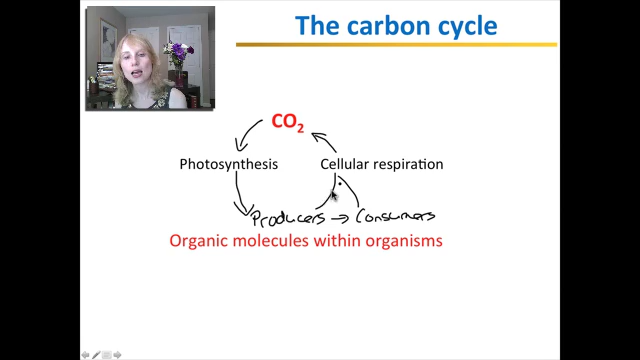 The carbon cycle
CO2
Photosynthesis
Cellular respiration
Producers → Consumers
Organic molecules within organisms